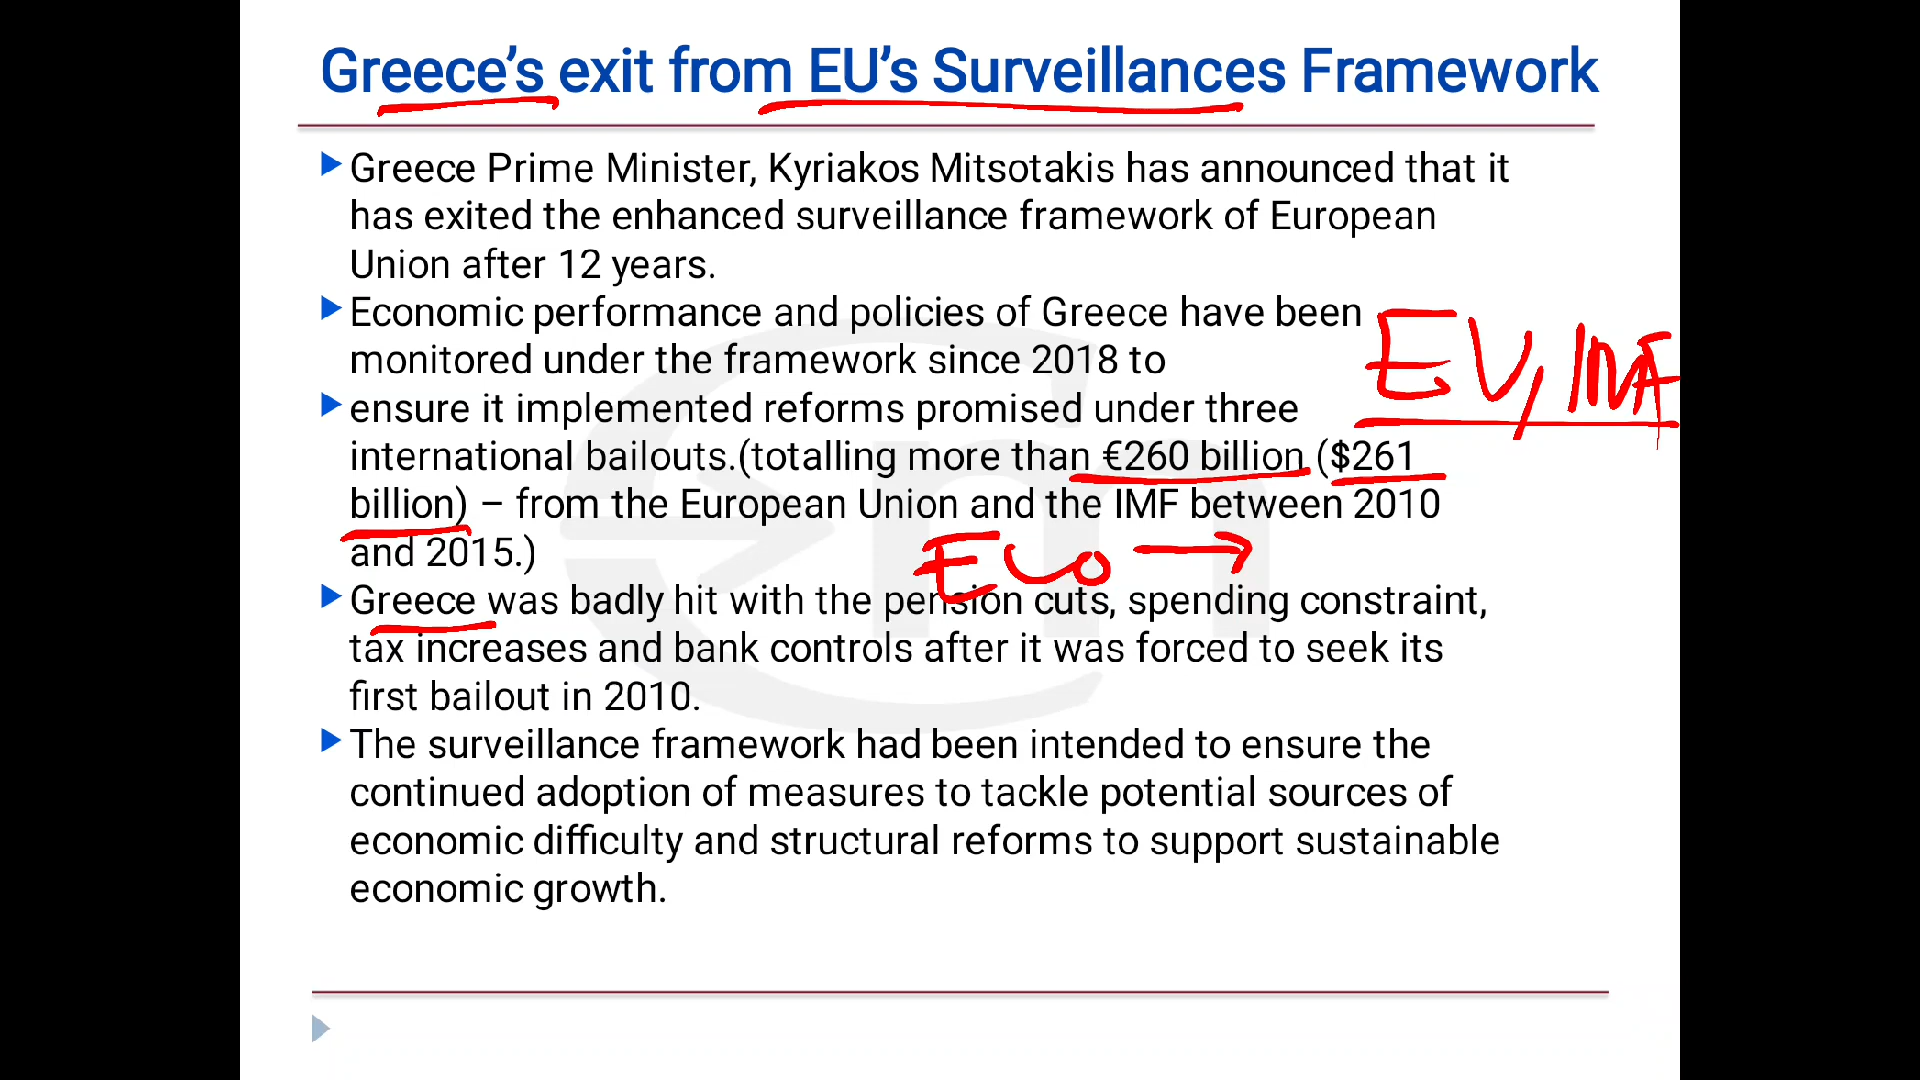 Greece’s exit from EU’s Surveillances Framework
Greece Prime Minister, Kyriakos Mitsotakis has announced that it
has exited the enhanced surveillance framework of European
Union after 12 years.
Economic performance and policies of Greece have been
monitored under the framework since 2018 to
EU, IMF
ensure it implemented reforms promised under three
international bailouts.(totalling more than €260 billion ($261
billion) – from the European Union and the IMF between 2010
and 2015.)
Eco →
Greece was badly hit with the pension cuts, spending constraint,
tax increases and bank controls after it was forced to seek its
first bailout in 2010.
The surveillance framework had been intended to ensure the
continued adoption of measures to tackle potential sources of
economic difficulty and structural reforms to support sustainable
economic growth.